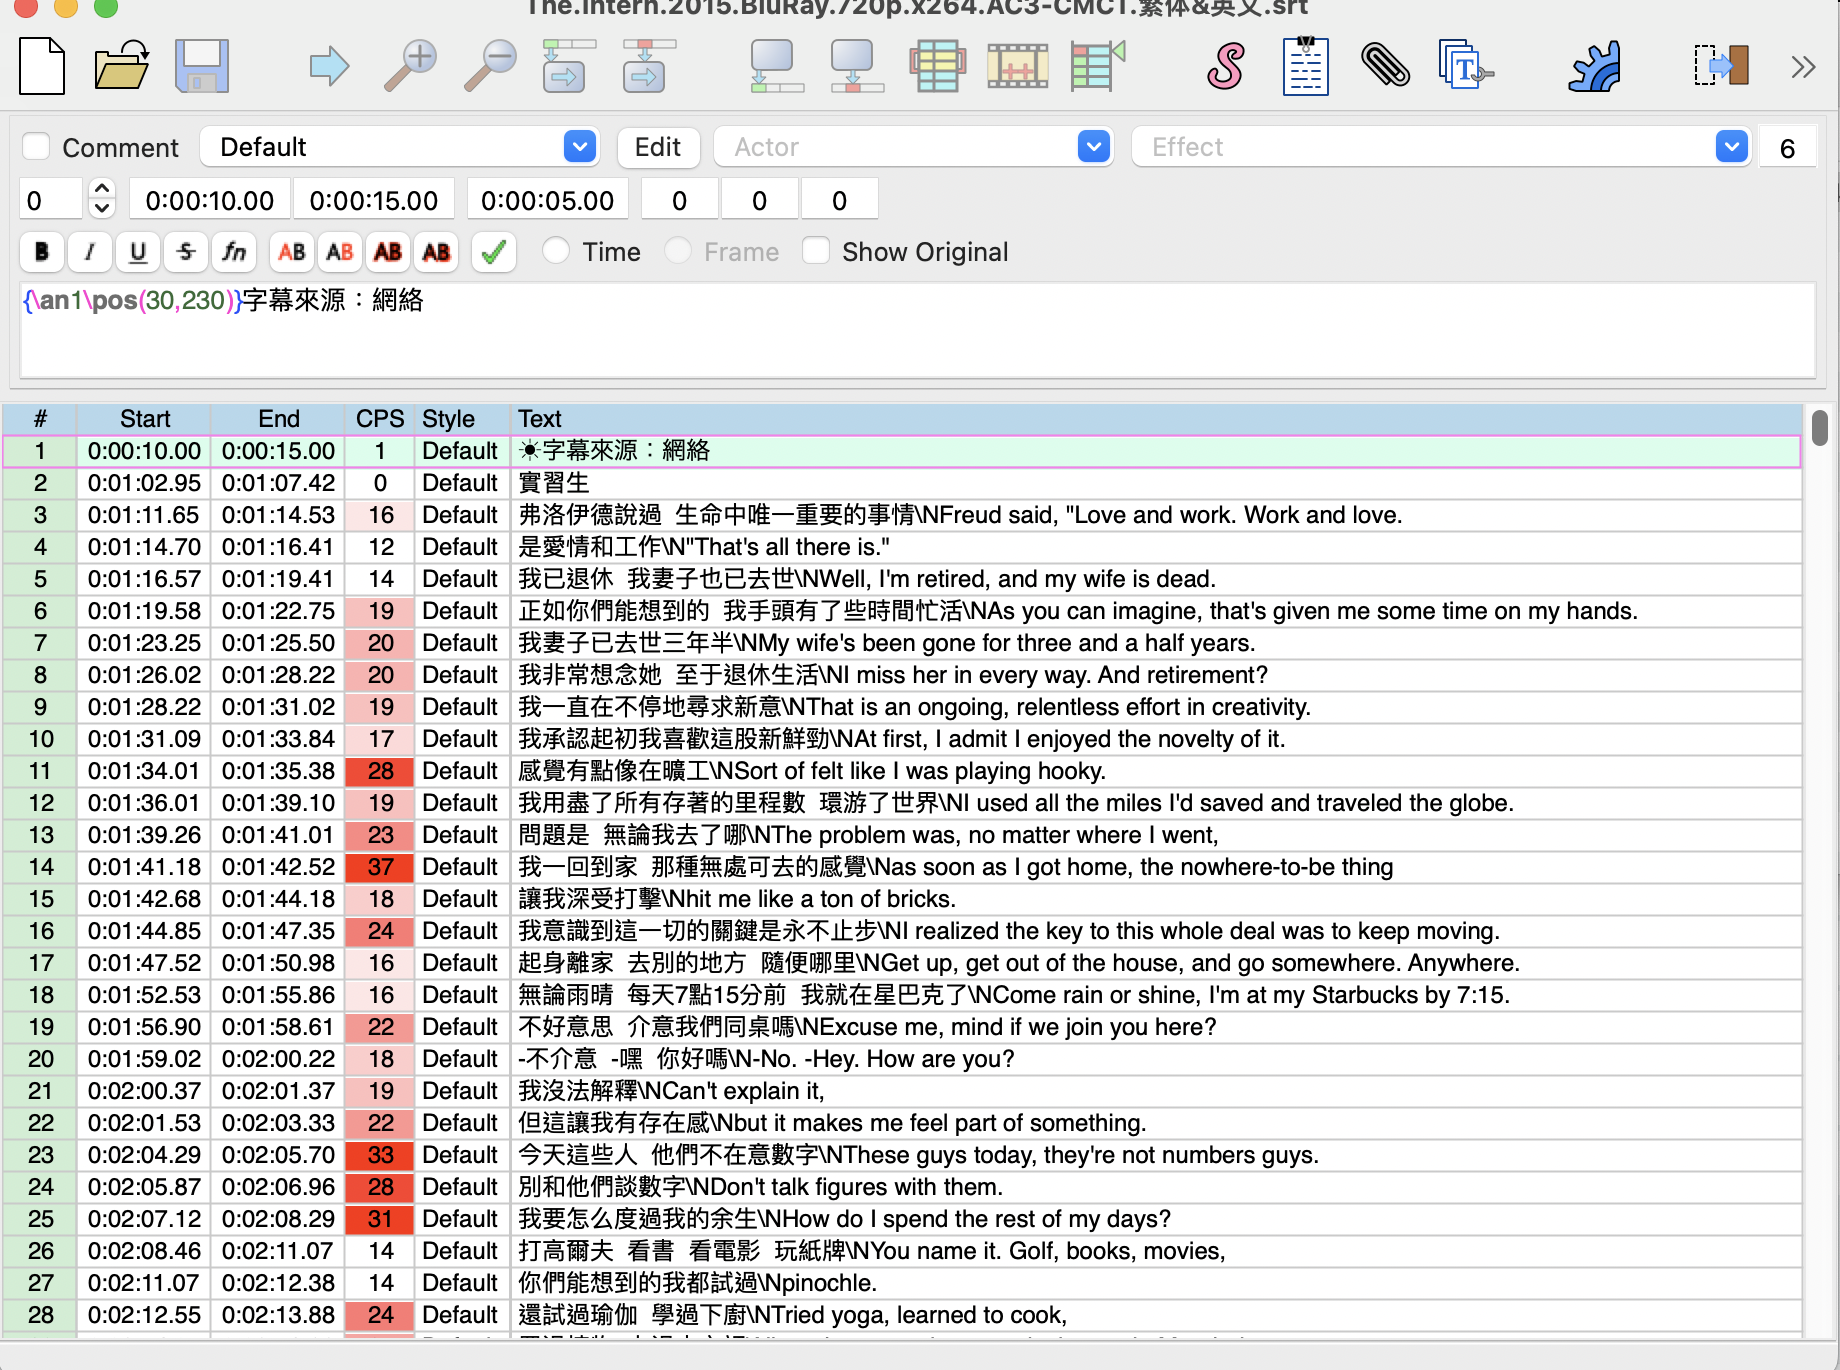 The.Intern.2015.BluRay.720p.x264.AC3-CMCT.繁体&英文.srt
Comment Default Edit Actor Effect 6
0 0:00:10.00 0:00:15.00 0:00:05.00 0 0 0
B I U S fn AB AB AB AB Time Frame Show Original
{\an1\pos(30,230)}字幕來源：網絡
# Start End CPS Style Text
1 0:00:10.00 0:00:15.00 1 Default ☀字幕來源：網絡
2 0:01:02.95 0:01:07.42 0 Default 實習生
3 0:01:11.65 0:01:14.53 16 Default 弗洛伊德說過 生命中唯一重要的事情\NFreud said, "Love and work. Work and love.
4 0:01:14.70 0:01:16.41 12 Default 是愛情和工作\N"That's all there is."
5 0:01:16.57 0:01:19.41 14 Default 我已退休 我妻子也已去世\NWell, I'm retired, and my wife is dead.
6 0:01:19.58 0:01:22.75 19 Default 正如你們能想到的 我手頭有了些時間忙活\NAs you can imagine, that's given me some time on my hands.
7 0:01:23.25 0:01:25.50 20 Default 我妻子已去世三年半\NMy wife's been gone for three and a half years.
8 0:01:26.02 0:01:28.22 20 Default 我非常想念她 至于退休生活\NI miss her in every way. And retirement?
9 0:01:28.22 0:01:31.02 19 Default 我一直在不停地尋求新意\NThat is an ongoing, relentless effort in creativity.
10 0:01:31.09 0:01:33.84 17 Default 我承認起初我喜歡這股新鮮勁\NAt first, I admit I enjoyed the novelty of it.
11 0:01:34.01 0:01:35.38 28 Default 感覺有點像在曠工\NSort of felt like I was playing hooky.
12 0:01:36.01 0:01:39.10 19 Default 我用盡了所有存著的里程數 環游了世界\NI used all the miles I'd saved and traveled the globe.
13 0:01:39.26 0:01:41.01 23 Default 問題是 無論我去了哪\NThe problem was, no matter where I went,
14 0:01:41.18 0:01:42.52 37 Default 我一回到家 那種無處可去的感覺\Nas soon as I got home, the nowhere-to-be thing
15 0:01:42.68 0:01:44.18 18 Default 讓我深受打擊\Nhit me like a ton of bricks.
16 0:01:44.85 0:01:47.35 24 Default 我意識到這一切的關鍵是永不止步\NI realized the key to this whole deal was to keep moving.
17 0:01:47.52 0:01:50.98 16 Default 起身離家 去別的地方 隨便哪里\NGet up, get out of the house, and go somewhere. Anywhere.
18 0:01:52.53 0:01:55.86 16 Default 無論雨晴 每天7點15分前 我就在星巴克了\NCome rain or shine, I'm at my Starbucks by 7:15.
19 0:01:56.90 0:01:58.61 22 Default 不好意思 介意我們同桌嗎\NExcuse me, mind if we join you here?
20 0:01:59.02 0:02:00.22 18 Default -不介意 -嘿 你好嗎\N-No. -Hey. How are you?
21 0:02:00.37 0:02:01.37 19 Default 我沒法解釋\NCan't explain it,
22 0:02:01.53 0:02:03.33 22 Default 但這讓我有存在感\Nbut it makes me feel part of something.
23 0:02:04.29 0:02:05.70 33 Default 今天這些人 他們不在意數字\NThese guys today, they're not numbers guys.
24 0:02:05.87 0:02:06.96 28 Default 別和他們談數字\NDon't talk figures with them.
25 0:02:07.12 0:02:08.29 31 Default 我要怎么度過我的余生\NHow do I spend the rest of my days?
26 0:02:08.46 0:02:11.07 14 Default 打高爾夫 看書 看電影 玩紙牌\NYou name it. Golf, books, movies,
27 0:02:11.07 0:02:12.38 14 Default 你們能想到的我都試過\Npinochle.
28 0:02:12.55 0:02:13.88 24 Default 還試過瑜伽 學過下廚\NTried yoga, learned to cook,